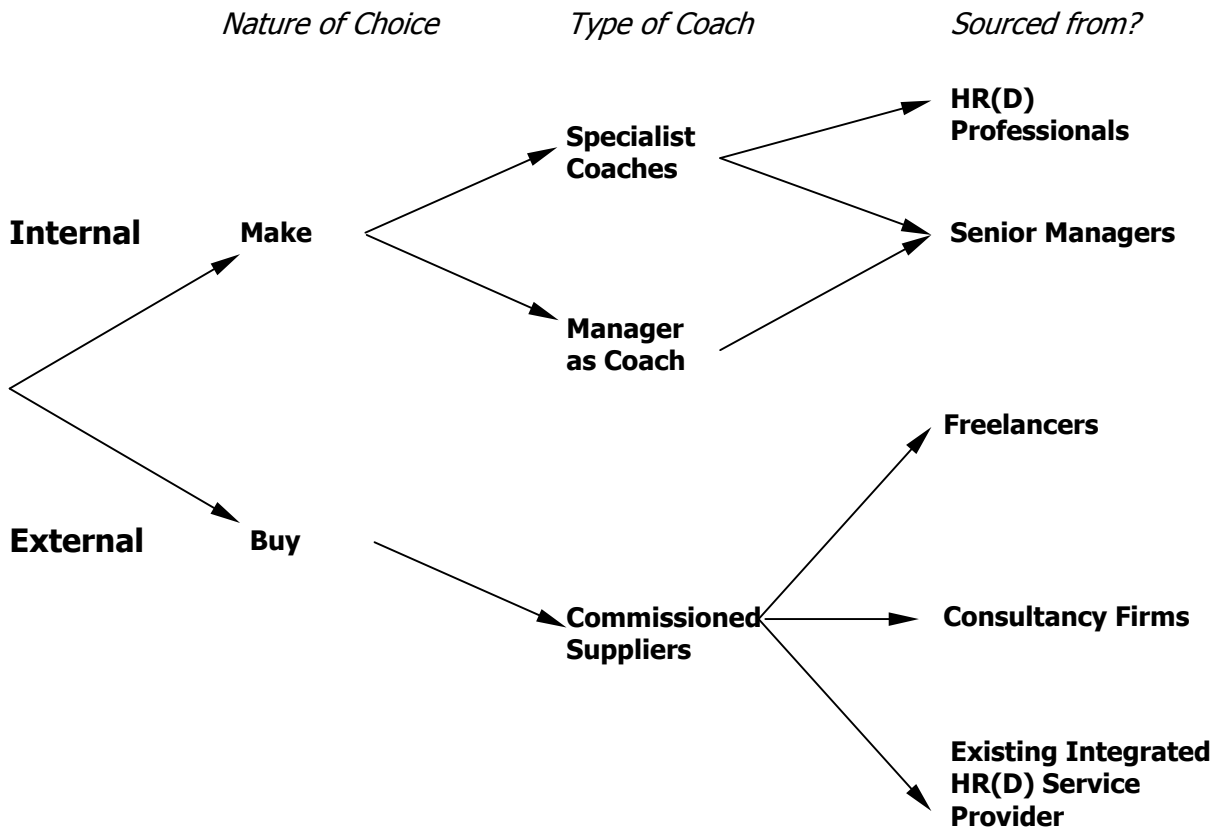 Nature of Choice
Type of Coach
Sourced from?
HR(D)
Professionals
Specialist
Coaches
Internal
Make
Senior Managers
Manager
as Coach
Freelancers
External
Buy
Commissioned
Suppliers
Consultancy Firms
Existing Integrated
HR(D) Service
Provider